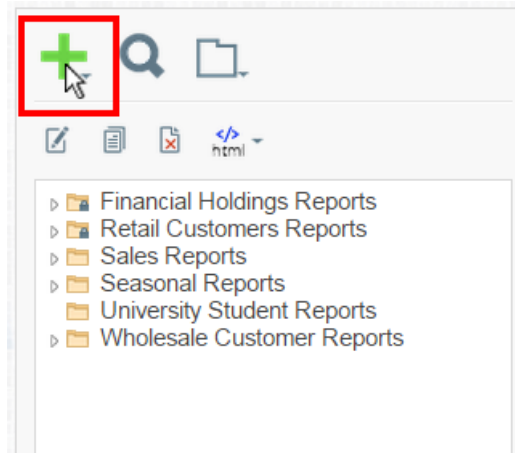 </>
html
Financial Holdings Reports
Retail Customers Reports
Sales Reports
Seasonal Reports
University Student Reports
Wholesale Customer Reports